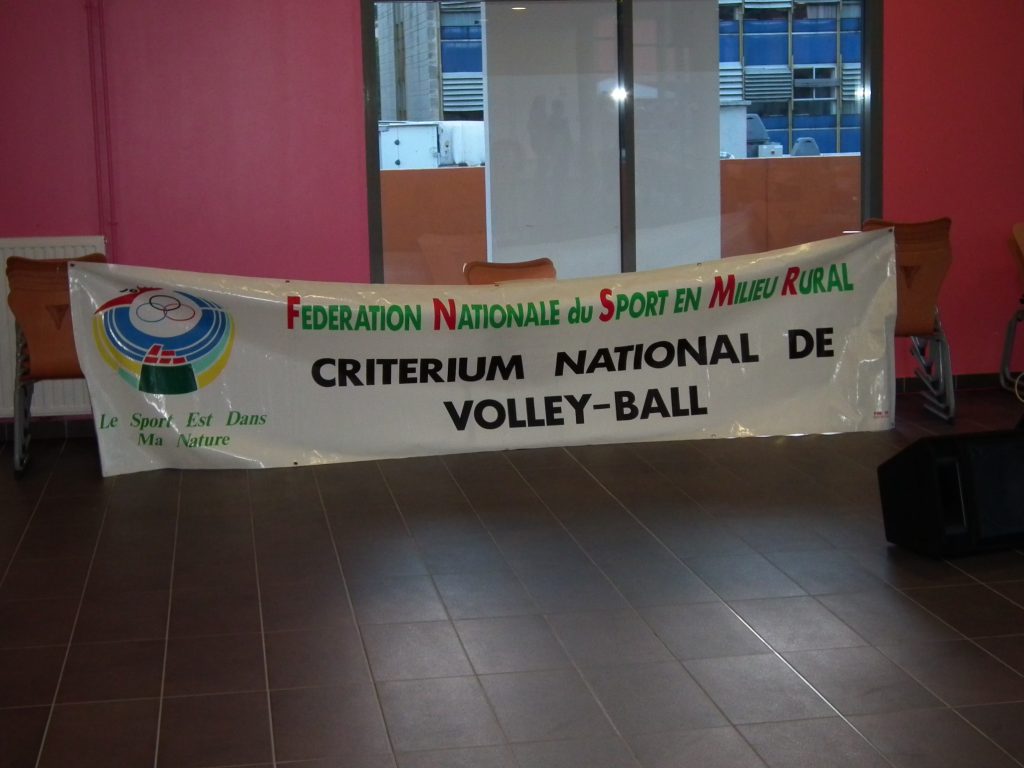 FEDERATION NATIONALE du SPORT EN MILIEU RURAL
CRITERIUM NATIONAL DE
VOLLEY-BALL
Le Sport Est Dans
Ma Nature